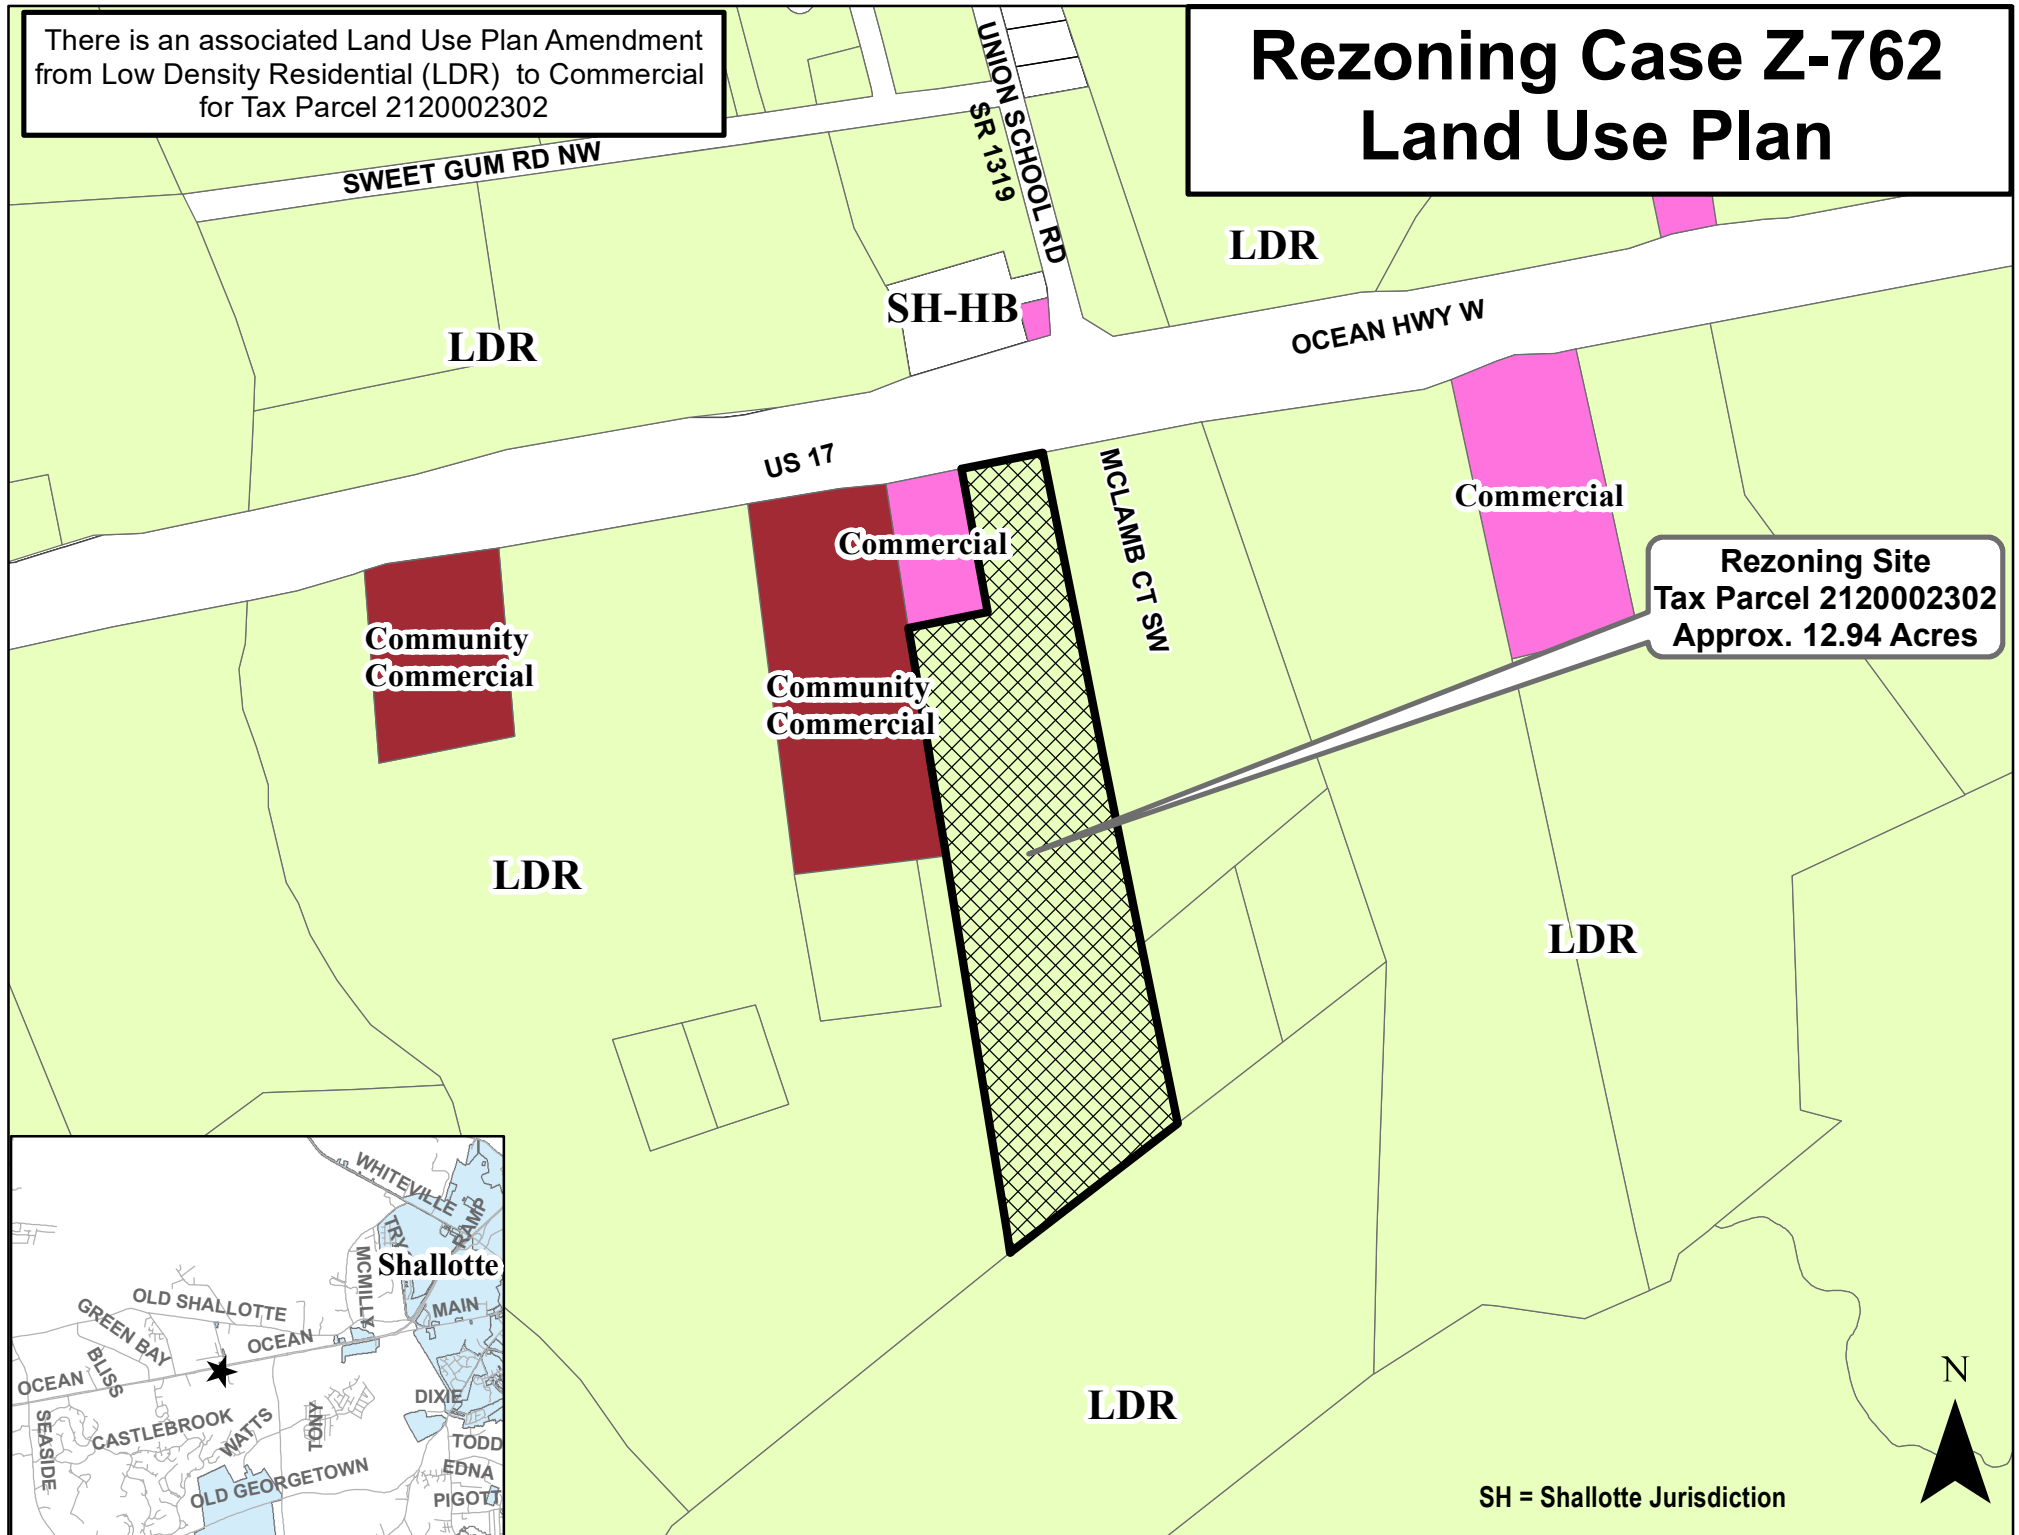 There is an associated Land Use Plan Amendment
from Low Density Residential (LDR) to Commercial
for Tax Parcel 2120002302
Rezoning Case Z-762
Land Use Plan
SWEET GUM RD NW
UNION SCHOOL RD
SR 1319
LDR
SH-HB
LDR
OCEAN HWY W
US 17
MCLAMB CT SW
Commercial
Commercial
Rezoning Site
Tax Parcel 2120002302
Approx. 12.94 Acres
Community
Commercial
Community
Commercial
LDR
LDR
LDR
WHITEVILLE
RAMP
TRY
MCMILLY
Shallotte
MAIN
OLD SHALLOTTE
GREEN BAY
OCEAN
BLISS
OCEAN
SEASIDE
CASTLEBROOK
WATTS
TONY
DIXIE
TODD
EDNA
PIGOTT
OLD GEORGETOWN
N
SH = Shallotte Jurisdiction